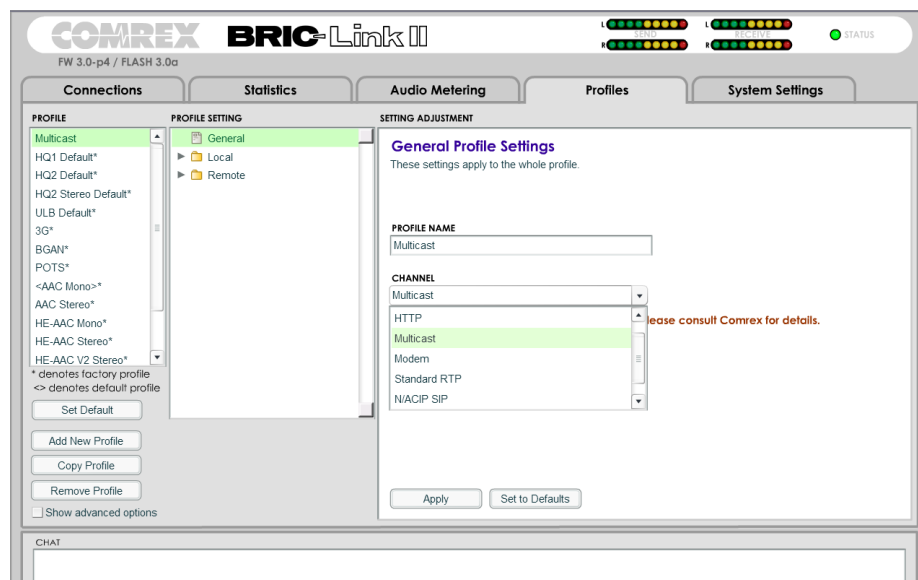 COMREX BRIC-Link II
L SEND R
L RECEIVE R
STATUS
FW 3.0-p4 / FLASH 3.0a
Connections Statistics Audio Metering Profiles System Settings
PROFILE
Multicast
HQ1 Default*
HQ2 Default*
HQ2 Stereo Default*
ULB Default*
3G*
BGAN*
POTS*
<AAC Mono>*
AAC Stereo*
HE-AAC Mono*
HE-AAC Stereo*
HE-AAC V2 Stereo*
* denotes factory profile
<> denotes default profile
Set Default
Add New Profile
Copy Profile
Remove Profile
Show advanced options
PROFILE SETTING
General
Local
Remote
SETTING ADJUSTMENT
General Profile Settings
These settings apply to the whole profile.
PROFILE NAME
Multicast
CHANNEL
Multicast
HTTP
Multicast
Modem
Standard RTP
N/ACIP SIP
lease consult Comrex for details.
Apply
Set to Defaults
CHAT